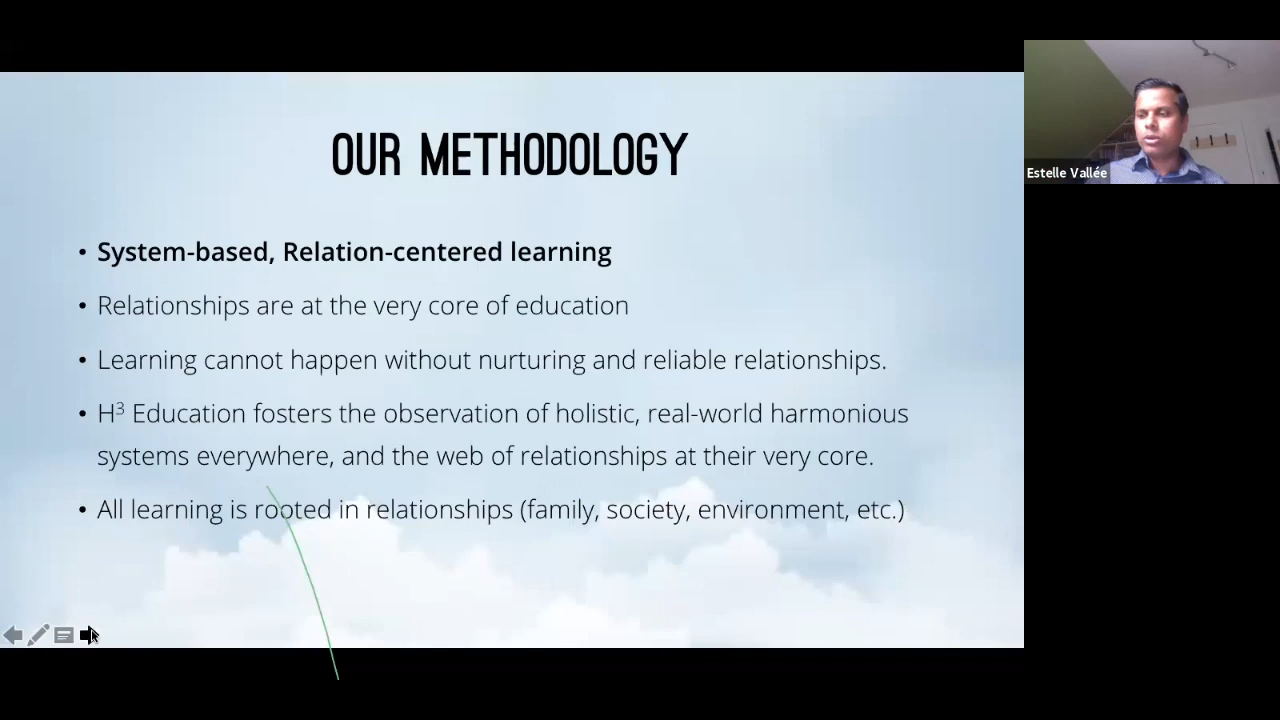 OUR METHODOLOGY
• System-based, Relation-centered learning
• Relationships are at the very core of education
• Learning cannot happen without nurturing and reliable relationships.
• H³ Education fosters the observation of holistic, real-world harmonious
systems everywhere, and the web of relationships at their very core.
• All learning is rooted in relationships (family, society, environment, etc.)
Estelle Vallée